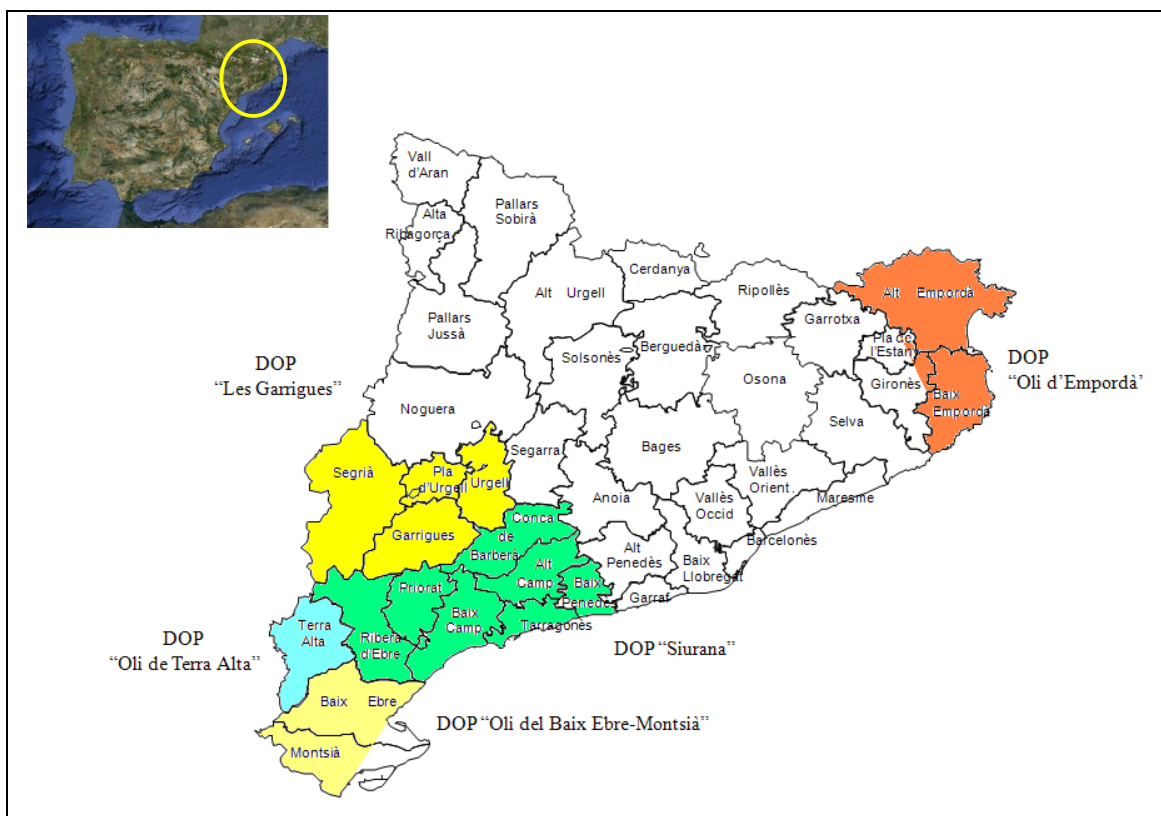 Vall
d'Aran
Alta
Ribagorça
Pallars
Sobirà
Cerdanya
Alt Urgell
Ripollès
Alt Empordà
Garrotxa
Pallars
Jussà
Pla de
l'Estan
Solsonès
Berguedà
DOP
"Les Garrigues"
DOP
"Oli d'Empordà'
Gironès
Osona
Baix
Empordà
Noguera
Selva
Segarra
Bages
Segrià
Pla
d'Urgell
Urgell
Vallès
Orient.
Anoia
Vallès
Occid
Maresme
Conca
de
Barberà
Garrigues
Barcelonès
Alt
Penedès
Baix
Llobregat
Alt
Camp
Baix
Penedès
Priorat
Garraf
Baix
Camp
Tarragonès
Terra
Alta
Ribera
d'Ebre
DOP
"Oli de Terra Alta"
DOP "Siurana"
Baix Ebre
DOP "Oli del Baix Ebre-Montsià"
Montsià